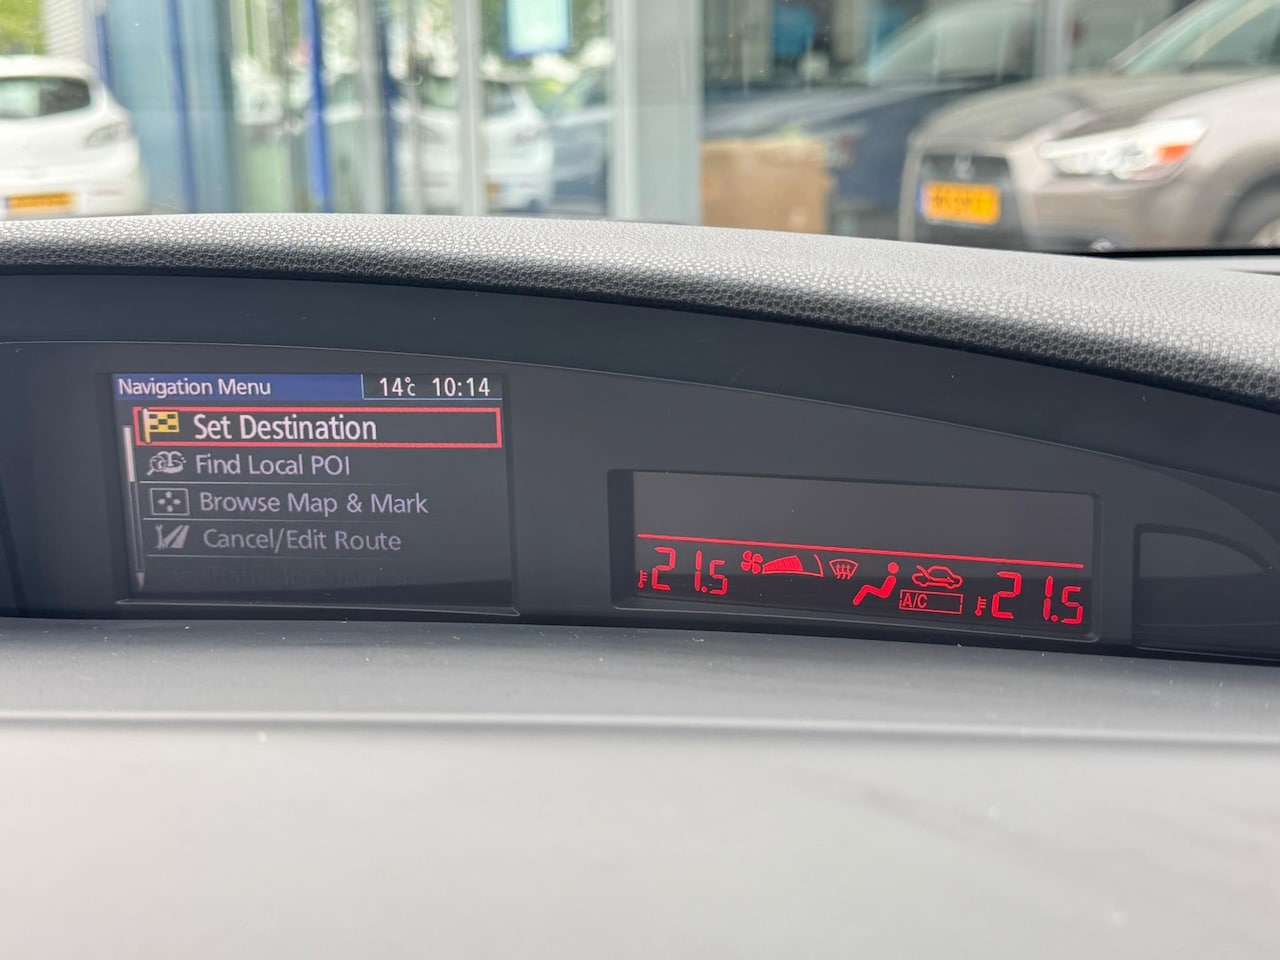 Navigation Menu 14°c 10:14
Set Destination
Find Local POI
Browse Map & Mark
Cancel/Edit Route
21.5 A/C 21.5